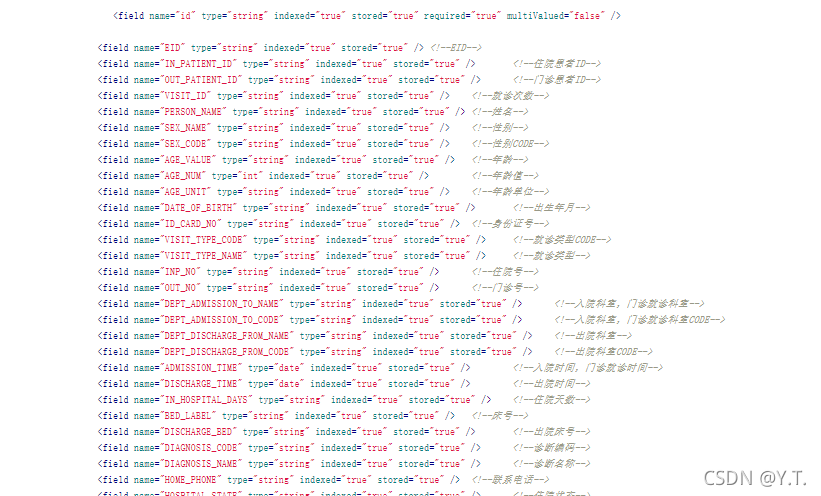 <field name="id" type="string" indexed="true" stored="true" required="true" multiValued="false" />
<field name="EID" type="string" indexed="true" stored="true" /> <!--EID-->
<field name="IN_PATIENT_ID" type="string" indexed="true" stored="true" /> <!--住院患者ID-->
<field name="OUT_PATIENT_ID" type="string" indexed="true" stored="true" /> <!--门诊患者ID-->
<field name="VISIT_ID" type="string" indexed="true" stored="true" /> <!--就诊次数-->
<field name="PERSON_NAME" type="string" indexed="true" stored="true" /> <!--姓名-->
<field name="SEX_NAME" type="string" indexed="true" stored="true" /> <!--性别-->
<field name="SEX_CODE" type="string" indexed="true" stored="true" /> <!--性别CODE-->
<field name="AGE_VALUE" type="string" indexed="true" stored="true" /> <!--年龄-->
<field name="AGE_NUM" type="int" indexed="true" stored="true" /> <!--年龄值-->
<field name="AGE_UNIT" type="string" indexed="true" stored="true" /> <!--年龄单位-->
<field name="DATE_OF_BIRTH" type="string" indexed="true" stored="true" /> <!--出生年月-->
<field name="ID_CARD_NO" type="string" indexed="true" stored="true" /> <!--身份证号-->
<field name="VISIT_TYPE_CODE" type="string" indexed="true" stored="true" /> <!--就诊类型CODE-->
<field name="VISIT_TYPE_NAME" type="string" indexed="true" stored="true" /> <!--就诊类型-->
<field name="INP_NO" type="string" indexed="true" stored="true" /> <!--住院号-->
<field name="OUT_NO" type="string" indexed="true" stored="true" /> <!--门诊号-->
<field name="DEPT_ADMISSION_TO_NAME" type="string" indexed="true" stored="true" /> <!--入院科室，门诊就诊科室-->
<field name="DEPT_ADMISSION_TO_CODE" type="string" indexed="true" stored="true" /> <!--入院科室，门诊就诊科室CODE-->
<field name="DEPT_DISCHARGE_FROM_NAME" type="string" indexed="true" stored="true" /> <!--出院科室-->
<field name="DEPT_DISCHARGE_FROM_CODE" type="string" indexed="true" stored="true" /> <!--出院科室CODE-->
<field name="ADMISSION_TIME" type="date" indexed="true" stored="true" /> <!--入院时间，门诊就诊时间-->
<field name="DISCHARGE_TIME" type="date" indexed="true" stored="true" /> <!--出院时间-->
<field name="IN_HOSPITAL_DAYS" type="string" indexed="true" stored="true" /> <!--住院天数-->
<field name="BED_LABEL" type="string" indexed="true" stored="true" /> <!--床号-->
<field name="DISCHARGE_BED" type="string" indexed="true" stored="true" /> <!--出院床号-->
<field name="DIAGNOSIS_CODE" type="string" indexed="true" stored="true" /> <!--诊断编码-->
<field name="DIAGNOSIS_NAME" type="string" indexed="true" stored="true" /> <!--诊断名称-->
<field name="HOME_PHONE" type="string" indexed="true" stored="true" /> <!--联系电话-->
<field name="HOSPITAL_STATE" type="string" indexed="true" stored="true" /> <!--住院状态-->
CSDN @Y.T.